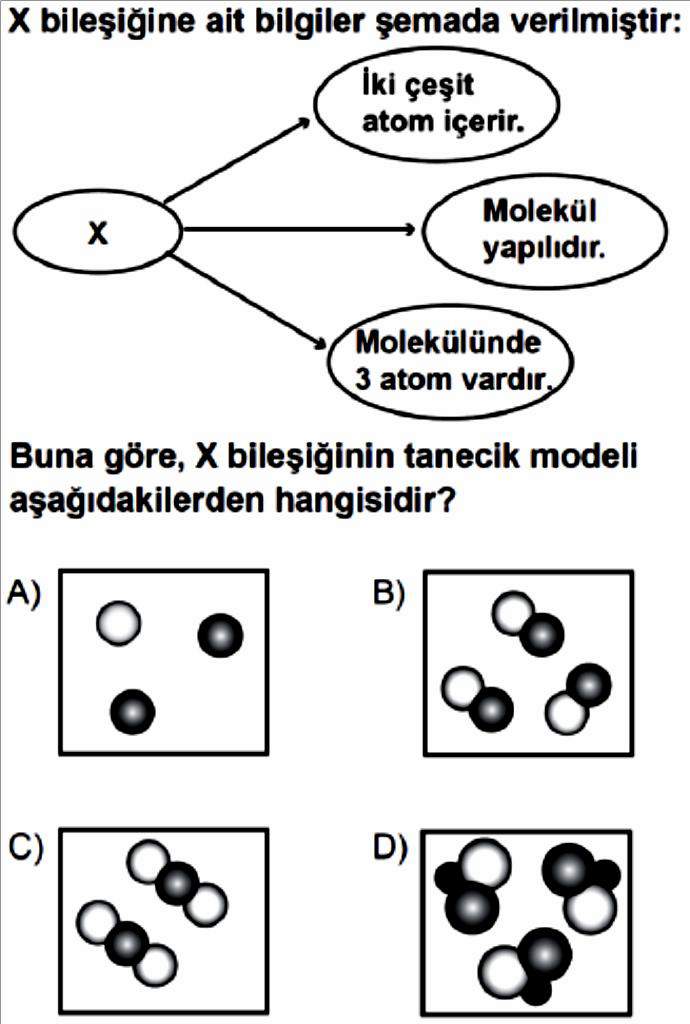 X bileşiğine ait bilgiler şemada verilmiştir:
İki çeşit
atom içerir.
X
Molekül
yapılıdır.
Molekülünde
3 atom vardır.
Buna göre, X bileşiğinin tanecik modeli
aşağıdakilerden hangisidir?
A)
B)
C)
D)